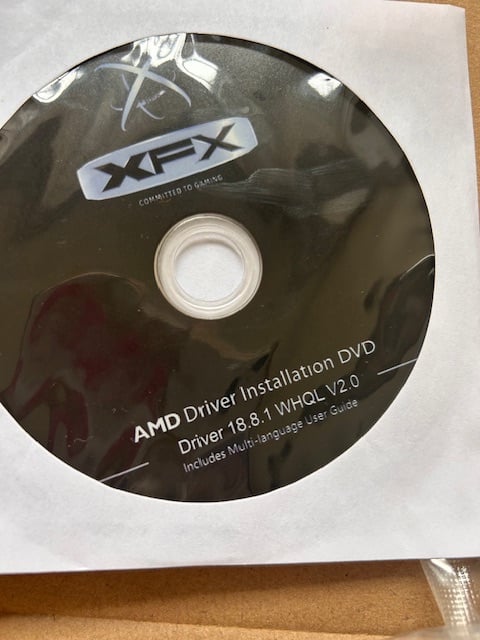 XFX
COMMITTED TO GAMING
AMD Driver Installation DVD
Driver 18.8.1 WHQL V2.0
Includes Multi-language User Guide